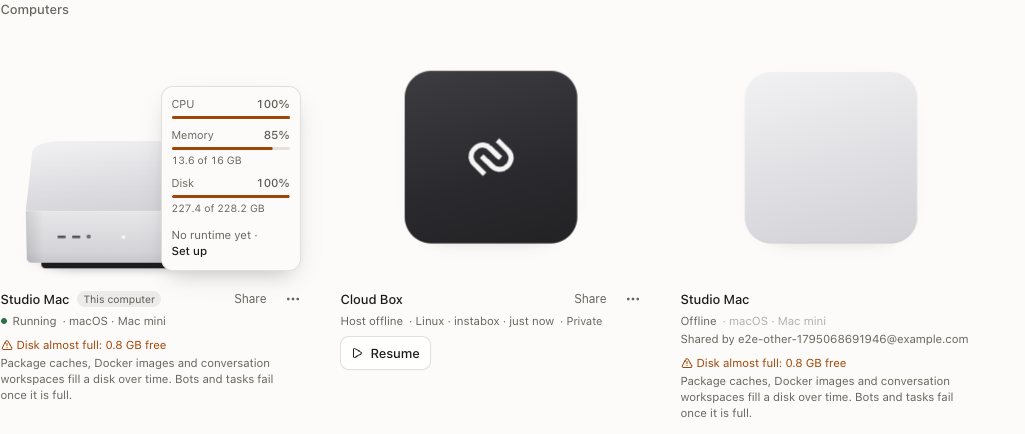 Computers
CPU 100%
Memory 85%
13.6 of 16 GB
Disk 100%
227.4 of 228.2 GB
No runtime yet ·
Set up
Studio Mac This computer Share ···
Running · macOS · Mac mini
Disk almost full: 0.8 GB free
Package caches, Docker images and conversation
workspaces fill a disk over time. Bots and tasks fail
once it is full.
Cloud Box Share ···
Host offline · Linux · instabox · just now · Private
Resume
Studio Mac
Offline · macOS · Mac mini
Shared by e2e-other-1795068691946@example.com
Disk almost full: 0.8 GB free
Package caches, Docker images and conversation
workspaces fill a disk over time. Bots and tasks fail
once it is full.